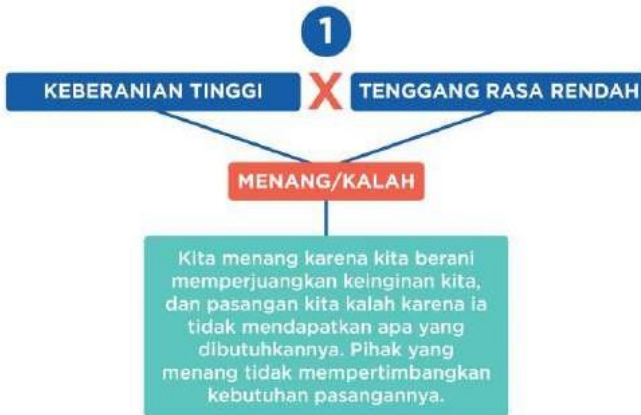 1
KEBERANIAN TINGGI X TENGGANG RASA RENDAH
MENANG/KALAH
Kita menang karena kita berani
memperjuangkan keinginan kita,
dan pasangan kita kalah karena ia
tidak mendapatkan apa yang
dibutuhkannya. Pihak yang
menang tidak mempertimbangkan
kebutuhan pasangannya.